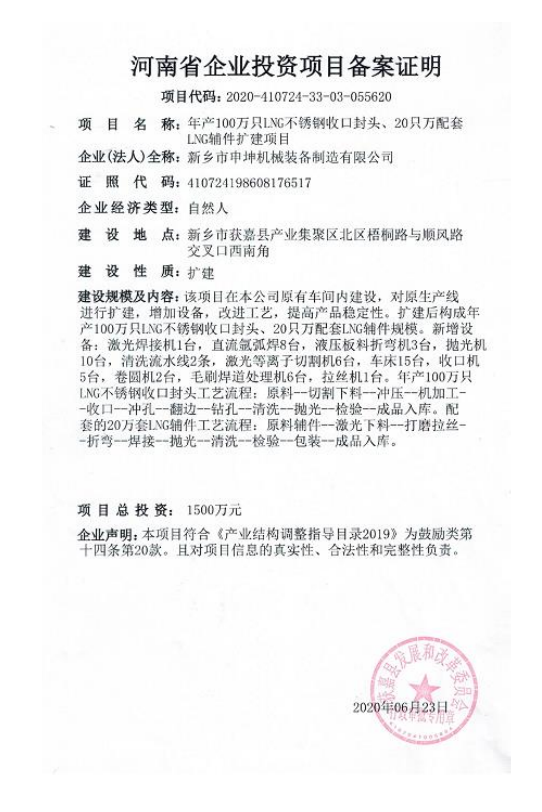 河南省企业投资项目备案证明
项目代码: 2020-410724-33-03-055620
项目名称: 年产100万只LNG不锈钢收口封头、20只万配套
LNG辅件扩建项目
企业(法人)全称: 新乡市申坤机械装备制造有限公司
证照代码: 410724198608176517
企业经济类型: 自然人
建设地点: 新乡市获嘉县产业集聚区北区梧桐路与顺风路
交叉口西南角
建设性质: 扩建
建设规模及内容: 该项目在本公司原有车间内建设，对原生产线
进行扩建，增加设备，改进工艺，提高产品稳定性。扩建后构成年
产100万只LNG不锈钢收口封头、20只万配套LNG辅件规模。新增设
备: 激光焊接机1台，直流氩弧焊8台，液压板料折弯机3台，抛光机
10台，清洗流水线2条，激光等离子切割机6台，车床15台，收口机
5台，卷圆机2台，毛刷焊道处理机6台，拉丝机1台。年产100万只
LNG不锈钢收口封头工艺流程: 原料--切割下料--冲压--机加工-
-收口--冲孔--翻边--钻孔--清洗--抛光--检验--成品入库。配
套的20万套LNG辅件工艺流程: 原料辅件--激光下料--打磨拉丝-
-折弯--焊接--抛光--清洗--检验--包装--成品入库。
项目总投资: 1500万元
企业声明: 本项目符合《产业结构调整指导目录2019》为鼓励类第
十四条第20款。且对项目信息的真实性、合法性和完整性负责。
获嘉县发展和改革委员会
2020年06月23日
行政审批专用章